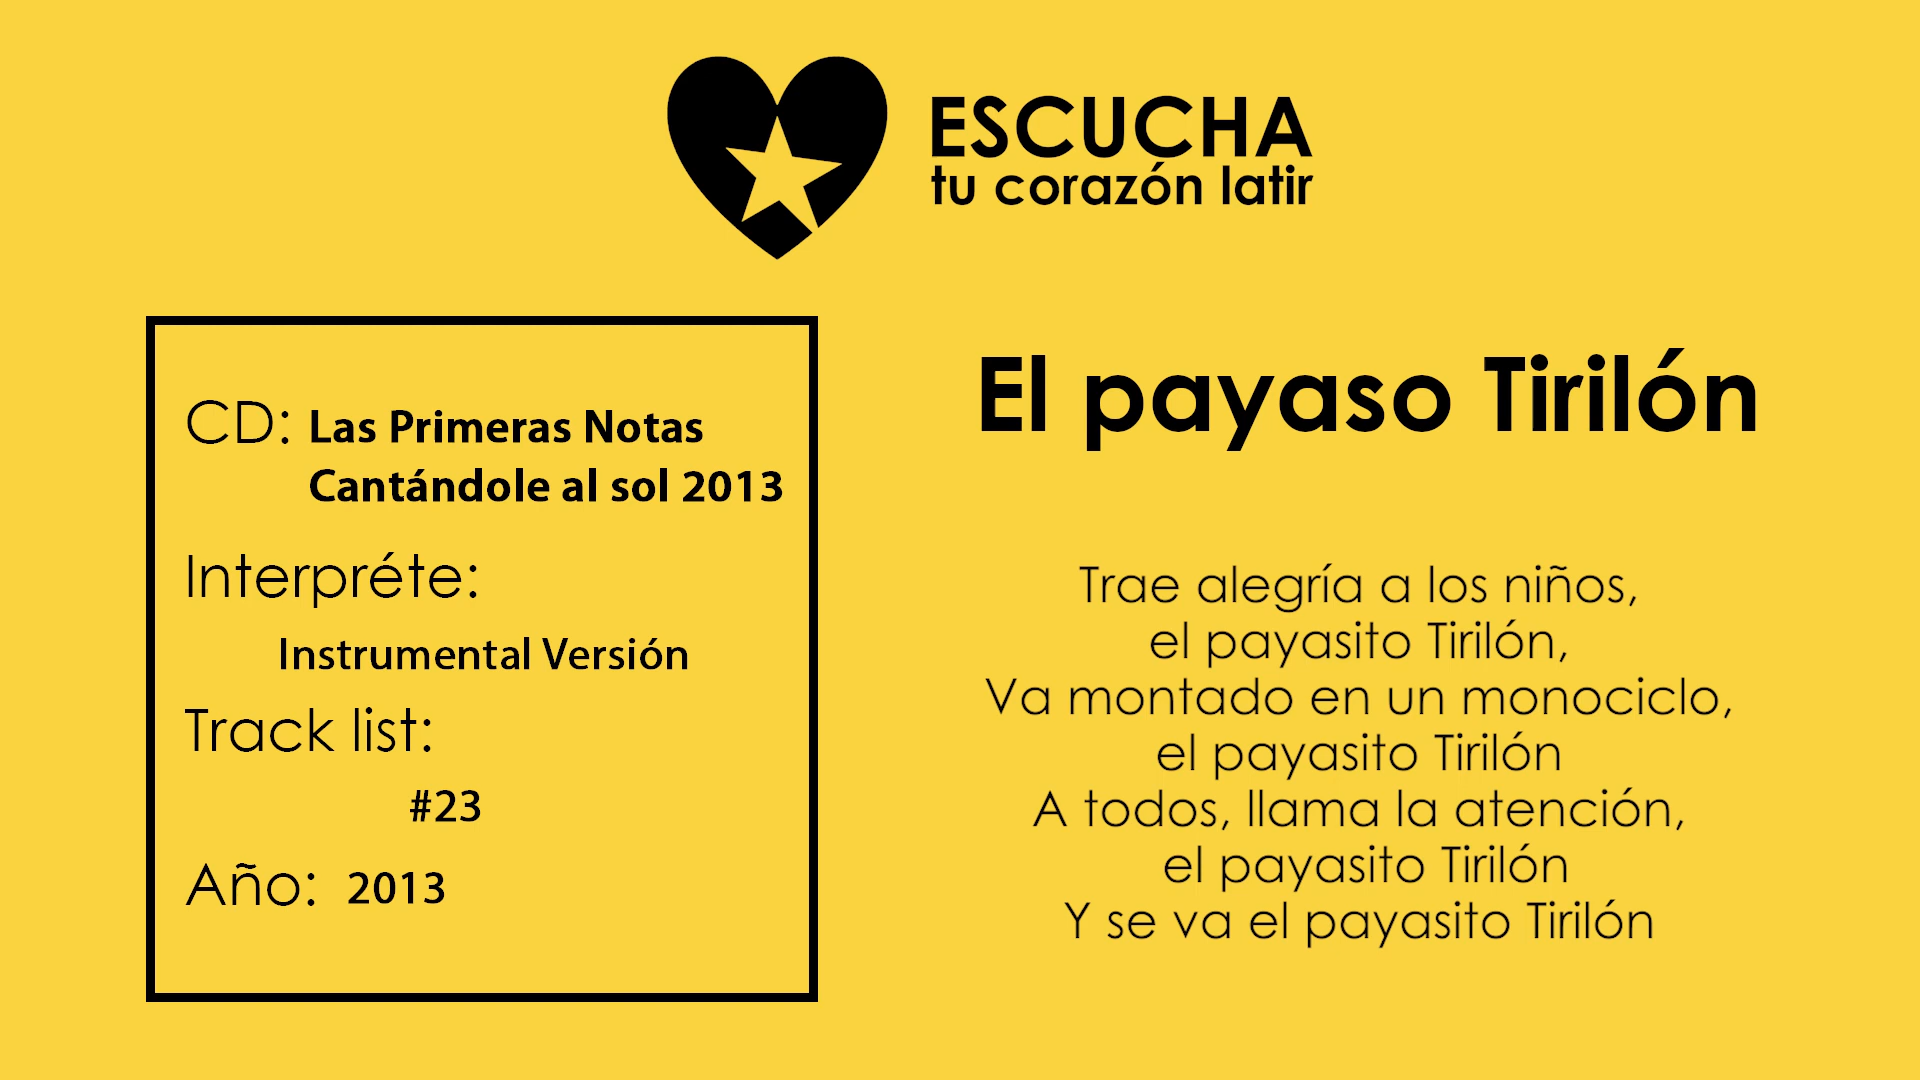 ESCUCHA
tu corazón latir
CD: Las Primeras Notas
Cantándole al sol 2013
Interpréte:
Instrumental Versión
Track list:
#23
Año: 2013
El payaso Tirilón
Trae alegría a los niños,
el payasito Tirilón,
Va montado en un monociclo,
el payasito Tirilón
A todos, llama la atención,
el payasito Tirilón
Y se va el payasito Tirilón